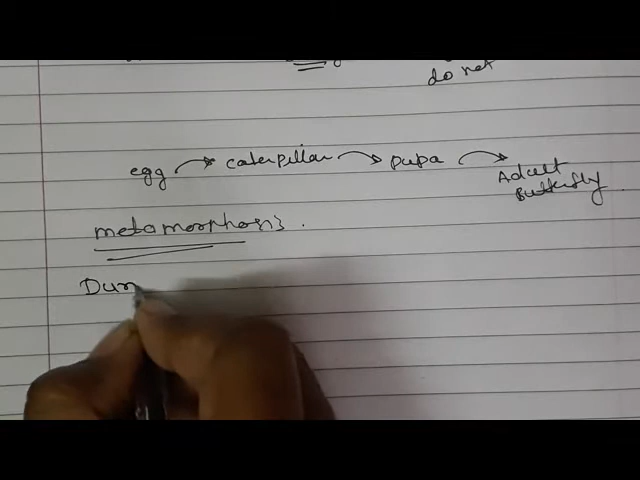 do not
egg → caterpillar → pupa → Adult Butterfly.
metamorphosis.
Dur